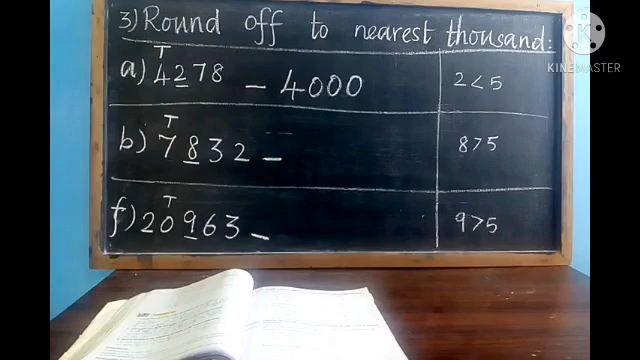 3) Round off to nearest thousand:
KINEMASTER
T
a) 4278 - 4000 2<5
T
b) 7832 - 8>5
T
f) 20963 - 9>5